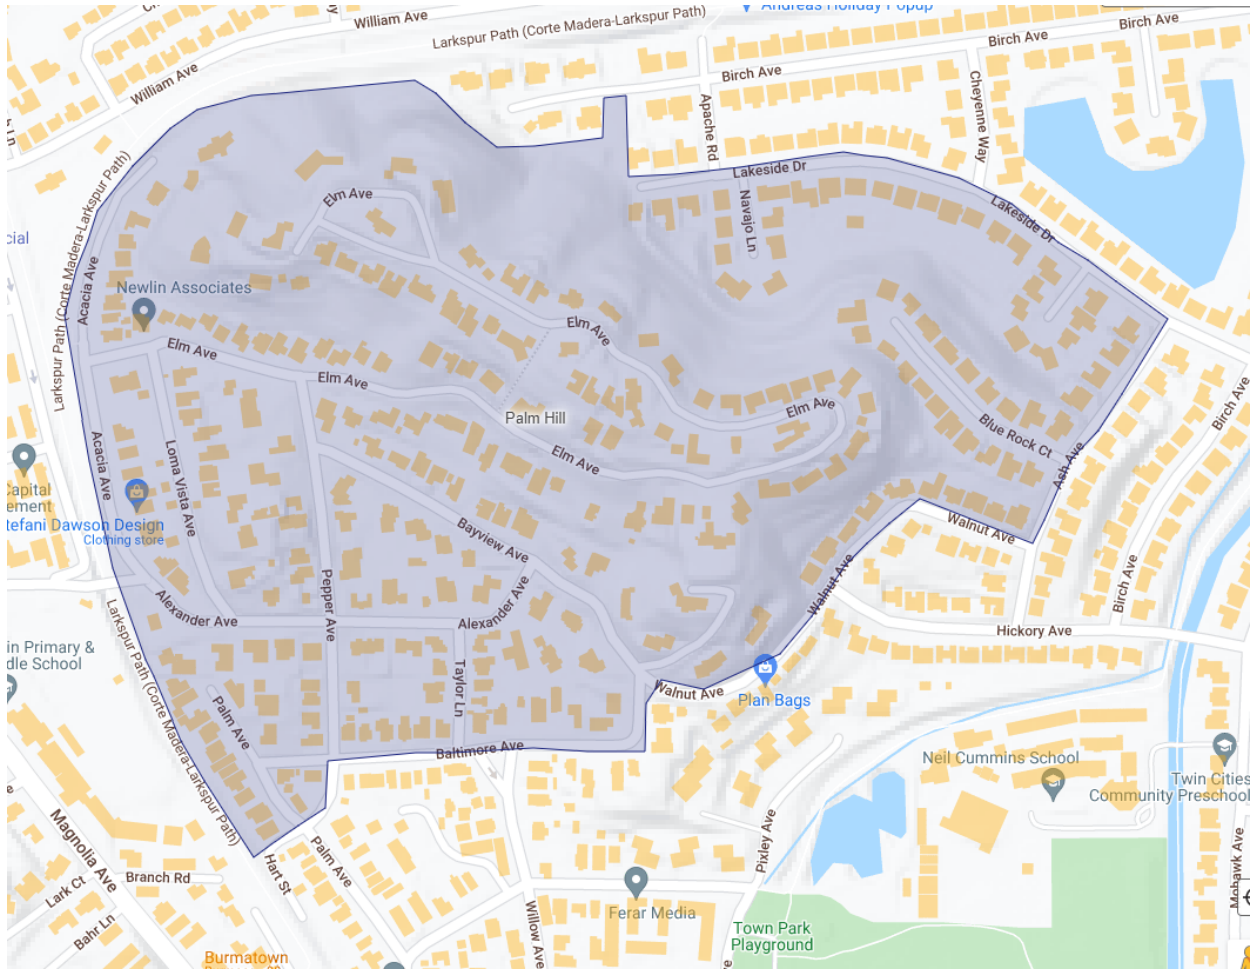 Andreas Holiday Popup
William Ave
Larkspur Path (Corte Madera-Larkspur Path)
Birch Ave
Birch Ave
Birch Ave
William Ave
Apache Rd
Cheyenne Way
Lakeside Dr
Navajo Ln
Lakeside Dr
Elm Ave
Larkspur Path (Corte Madera-Larkspur Path)
Acacia Ave
Newlin Associates
Elm Ave
Elm Ave
Elm Ave
Palm Hill
Elm Ave
Elm Ave
Blue Rock Ct
Ash Ave
Birch Ave
Acacia Ave
Loma Vista Ave
Capital
ement
tefani Dawson Design
Clothing store
Bayview Ave
Walnut Ave
Walnut Ave
Birch Ave
Hickory Ave
Pepper Ave
Alexander Ave
Alexander Ave
Taylor Ln
in Primary &
dle School
Larkspur Path (Corte Madera-Larkspur Path)
Palm Ave
Walnut Ave
Plan Bags
Baltimore Ave
Neil Cummins School
Twin Cities
Community Preschool
Magnolia Ave
Hart St
Palm Ave
Pixley Ave
Mohawk Ave
Branch Rd
Lark Ct
Bahr Ln
Willow Ave
Ferar Media
Town Park
Playground
Burmatown